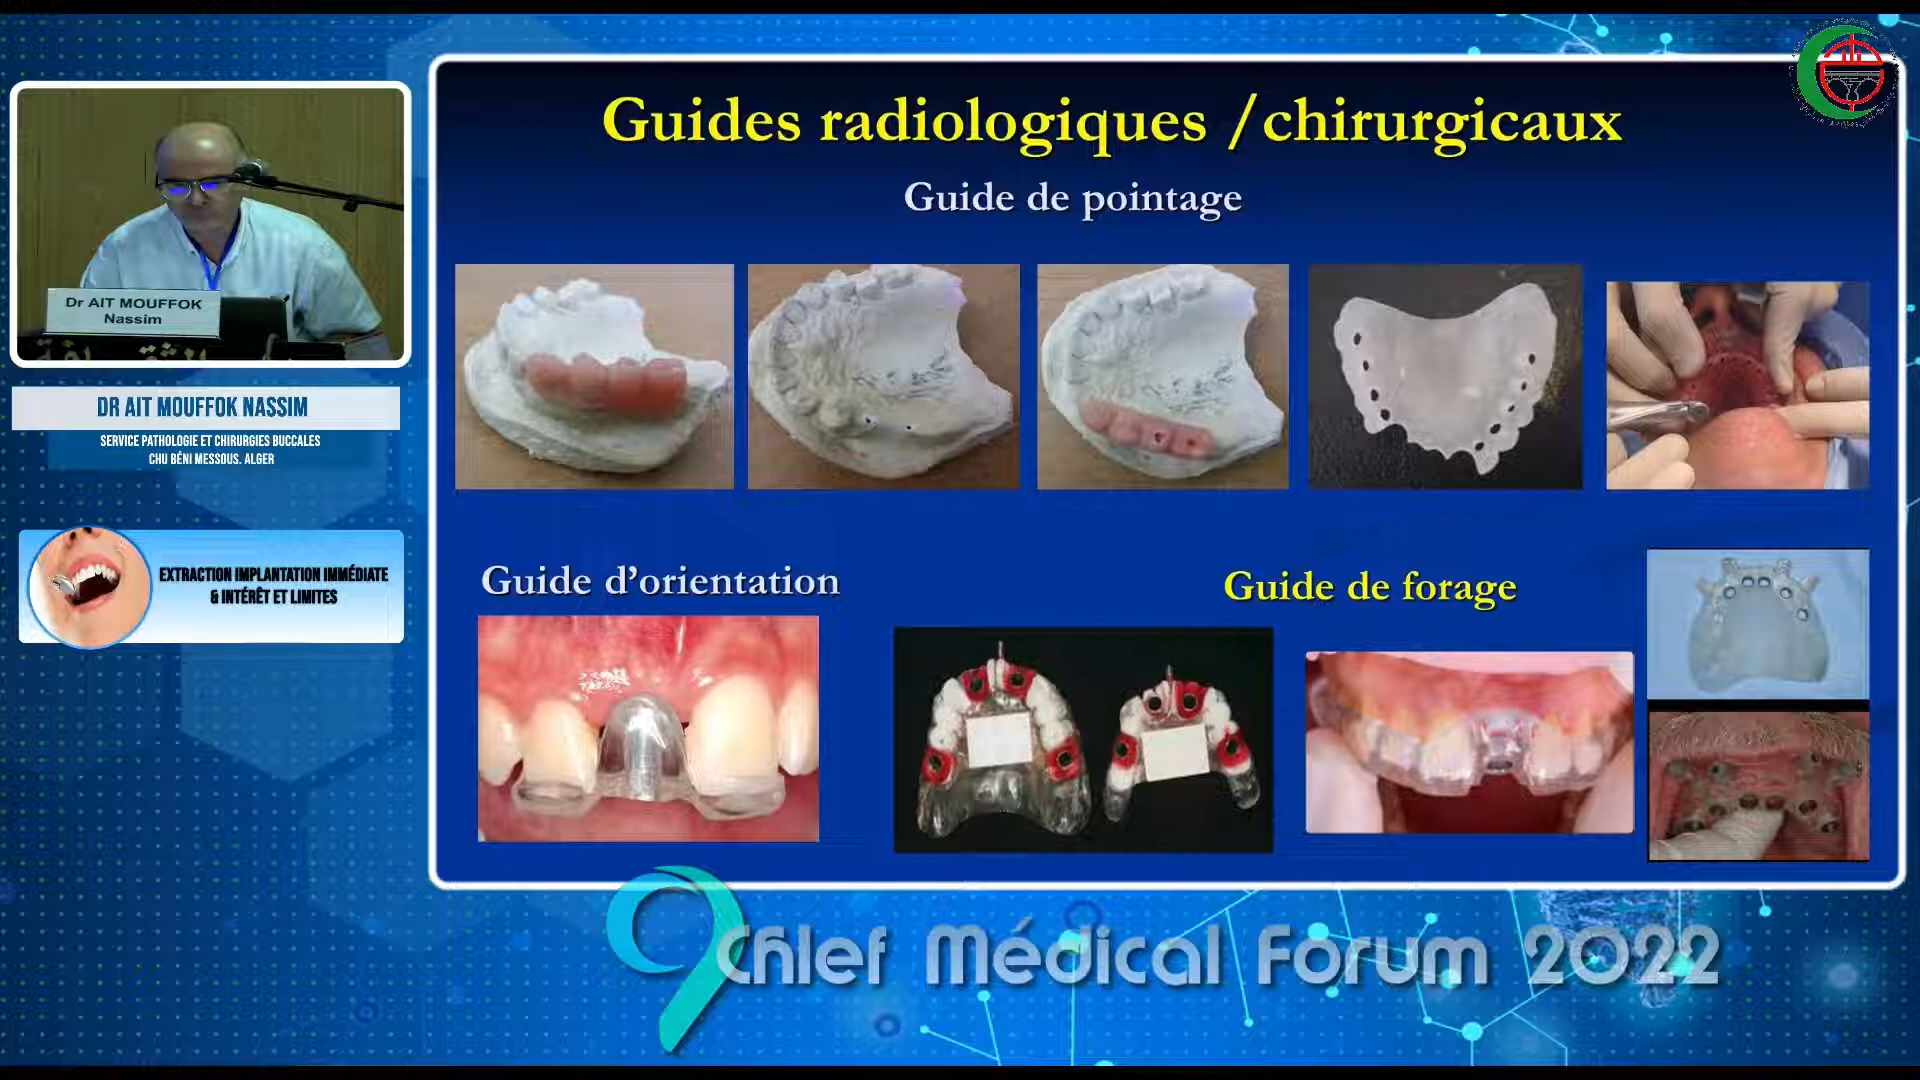 Guides radiologiques /chirurgicaux
Guide de pointage
Dr AIT MOUFFOK
Nassim
DR AIT MOUFFOK NASSIM
SERVICE PATHOLOGIE ET CHIRURGIES BUCCALES
CHU BÉNI MESSOUS. ALGER
EXTRACTION IMPLANTATION IMMÉDIATE
& INTÉRÊT ET LIMITES
Guide d’orientation
Guide de forage
9 Chlef Médical Forum 2022